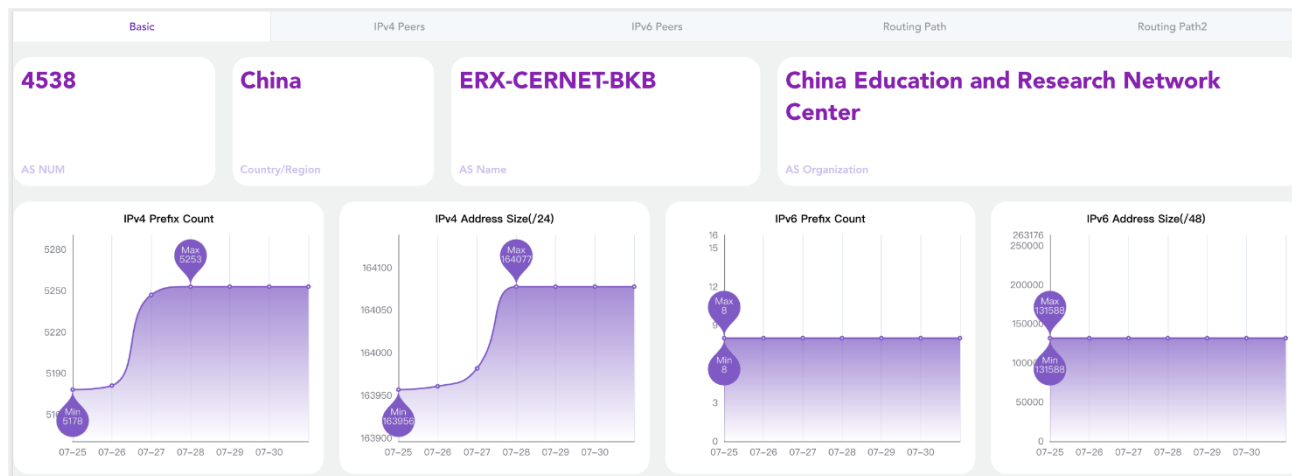 Basic
IPv4 Peers
IPv6 Peers
Routing Path
Routing Path2
4538
AS NUM
China
Country/Region
ERX-CERNET-BKB
AS Name
China Education and Research Network
Center
AS Organization
IPv4 Prefix Count
5280
5250
5220
5190
Max
5253
Min
5178
07-25 07-26 07-27 07-28 07-29 07-30
IPv4 Address Size(/24)
164100
164050
164000
163950
163900
Max
164077
Min
163956
07-25 07-26 07-27 07-28 07-29 07-30
IPv6 Prefix Count
16
15
12
9
3
0
Max
8
Min
8
07-25 07-26 07-27 07-28 07-29 07-30
IPv6 Address Size(/48)
263176
250000
200000
150000
50000
0
Max
131588
Min
131588
07-25 07-26 07-27 07-28 07-29 07-30